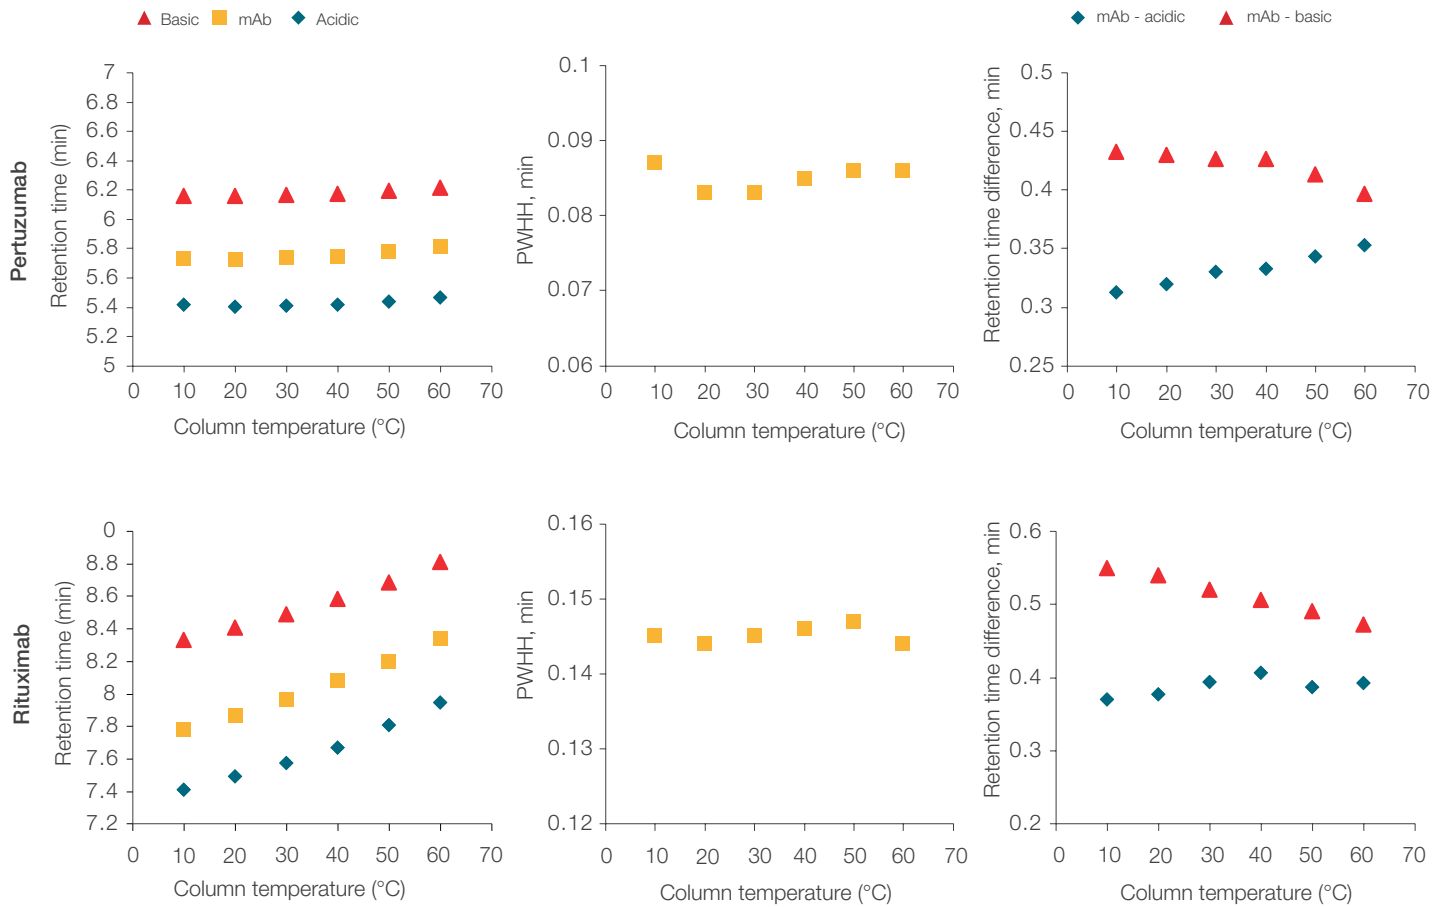 Basic mAb Acidic
mAb - acidic mAb - basic
Pertuzumab
Retention time (min)
7
6.8
6.6
6.4
6.2
6
5.8
5.6
5.4
5.2
5
0 10 20 30 40 50 60 70
Column temperature (°C)
PWHH, min
0.1
0.09
0.08
0.07
0.06
0 10 20 30 40 50 60 70
Column temperature (°C)
Retention time difference, min
0.5
0.45
0.4
0.35
0.3
0.25
0 10 20 30 40 50 60 70
Column temperature (°C)
Rituximab
Retention time (min)
0
8.8
8.6
8.4
8.2
8
7.8
7.6
7.4
7.2
0 10 20 30 40 50 60 70
Column temperature (°C)
PWHH, min
0.16
0.15
0.14
0.13
0.12
0 10 20 30 40 50 60 70
Column temperature (°C)
Retention time difference, min
0.6
0.5
0.4
0.3
0.2
0 10 20 30 40 50 60 70
Column temperature (°C)